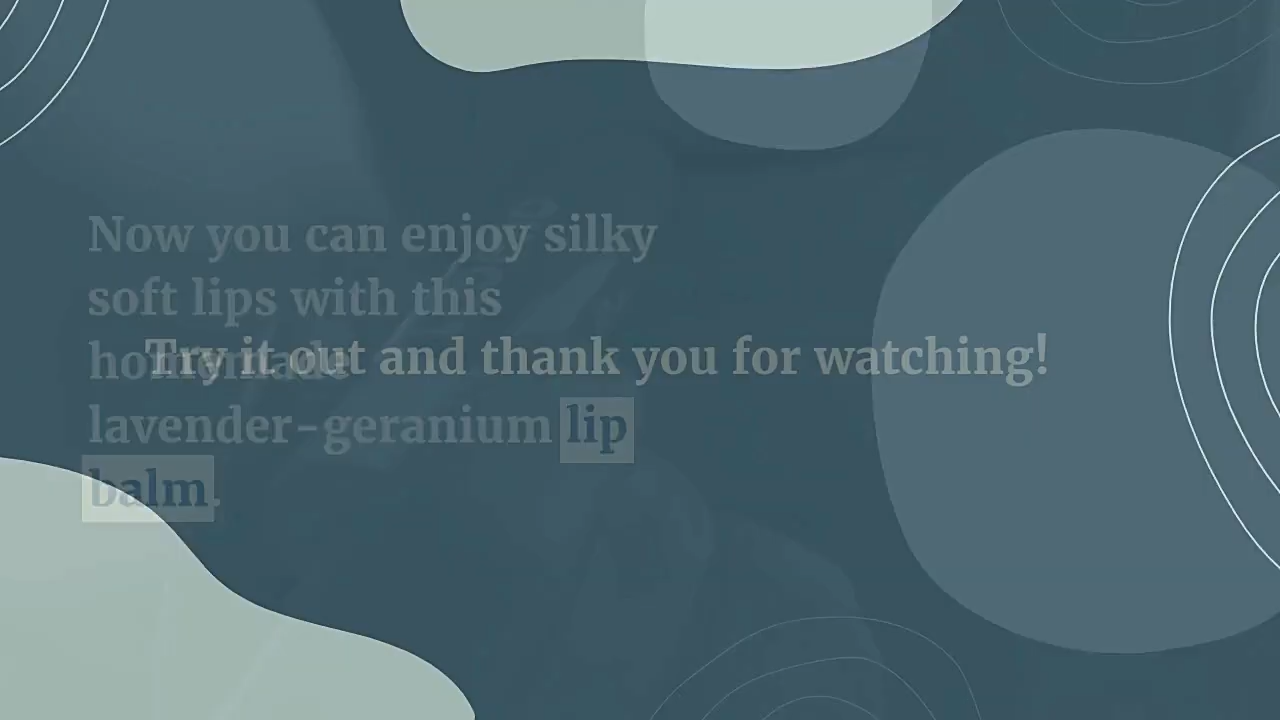 Now you can enjoy silky
soft lips with this
homemade
Try it out and thank you for watching!
lavender-geranium lip
balm.